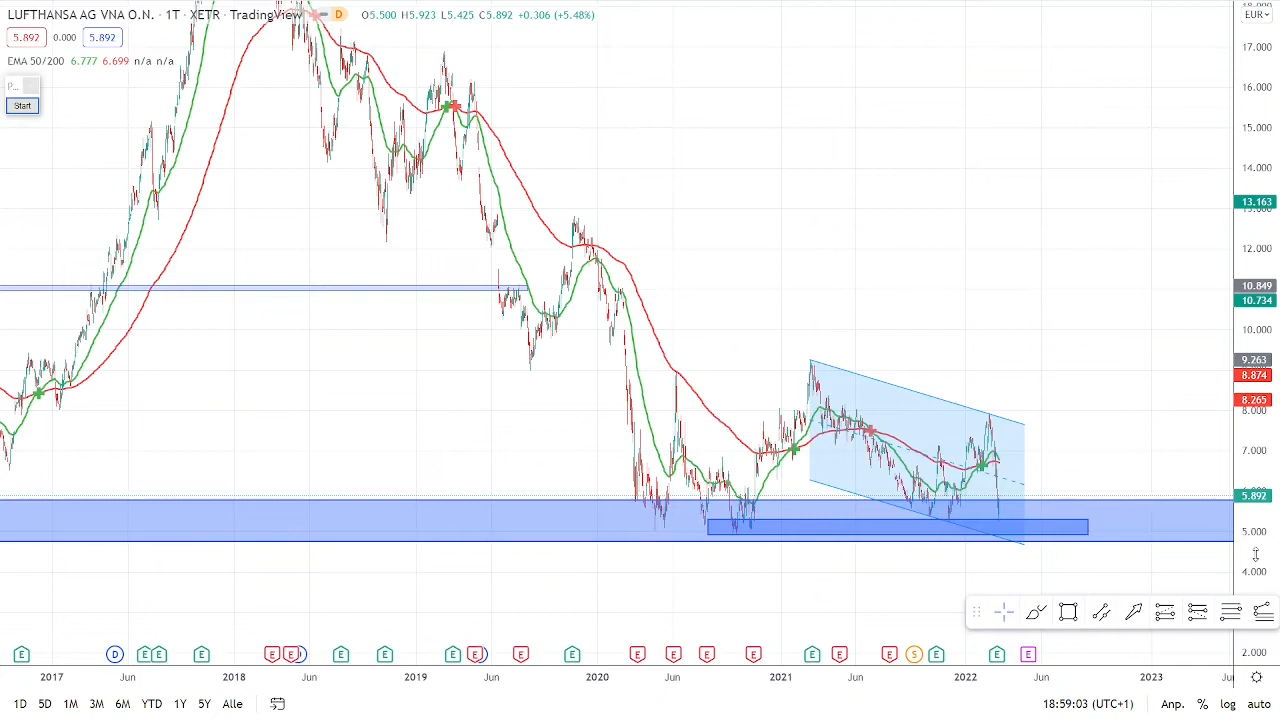 LUFTHANSA AG VNA O.N. · 1T · XETR · TradingView D O5.500 H5.923 L5.425 C5.892 +0.306 (+5.48%)
5.892 0.000 5.892
EMA 50/200 6.777 6.699 n/a n/a
P...
Start
EUR
18.000
17.000
16.000
15.000
14.000
13.163
12.000
10.849
10.734
10.000
9.263
8.874
8.265
8.000
7.000
5.892
5.000
4.000
2.000
E D E E E E E E E E E E E E E E E E E S E E E
2017 Jun 2018 Jun 2019 Jun 2020 Jun 2021 Jun 2022 Jun 2023
1D 5D 1M 3M 6M YTD 1Y 5Y Alle 18:59:03 (UTC+1) Anp. % log auto